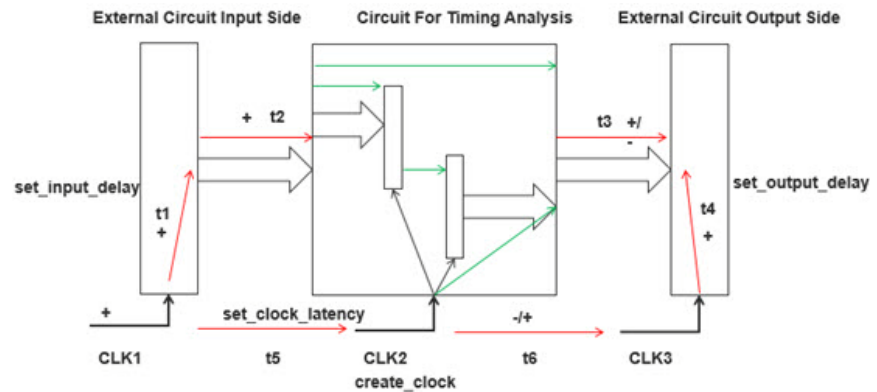 External Circuit Input Side
Circuit For Timing Analysis
External Circuit Output Side
+ t2
t3 +/
-
set_input_delay
set_output_delay
t1
+
t4
+
+
set_clock_latency
-/+
CLK1
t5
CLK2
t6
CLK3
create_clock